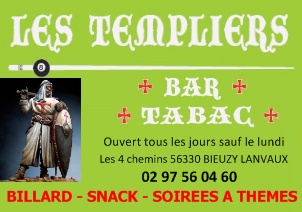 LES TEMPLIERS
8
BAR
TABAC
Ouvert tous les jours sauf le lundi
Les 4 chemins 56330 BIEUZY LANVAUX
02 97 56 04 60
BILLARD - SNACK - SOIREES A THEMES